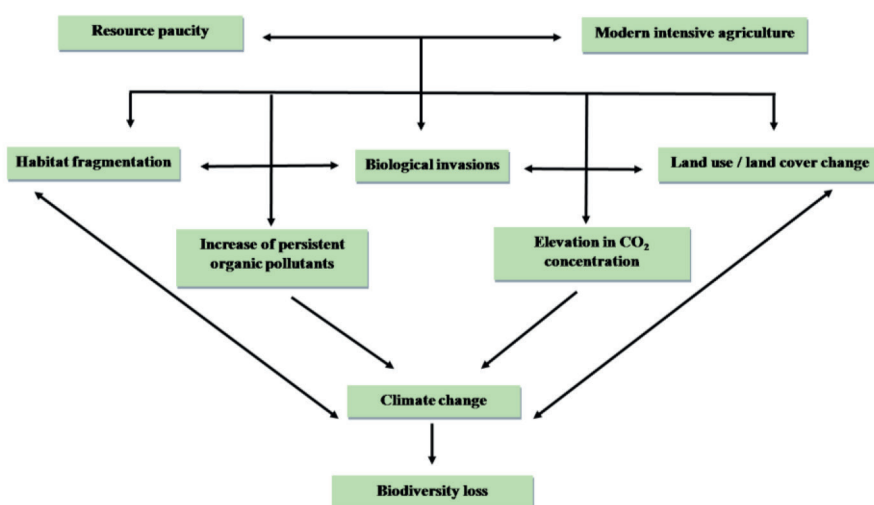 Resource paucity
Modern intensive agriculture
Habitat fragmentation
Biological invasions
Land use / land cover change
Increase of persistent
organic pollutants
Elevation in CO₂
concentration
Climate change
Biodiversity loss